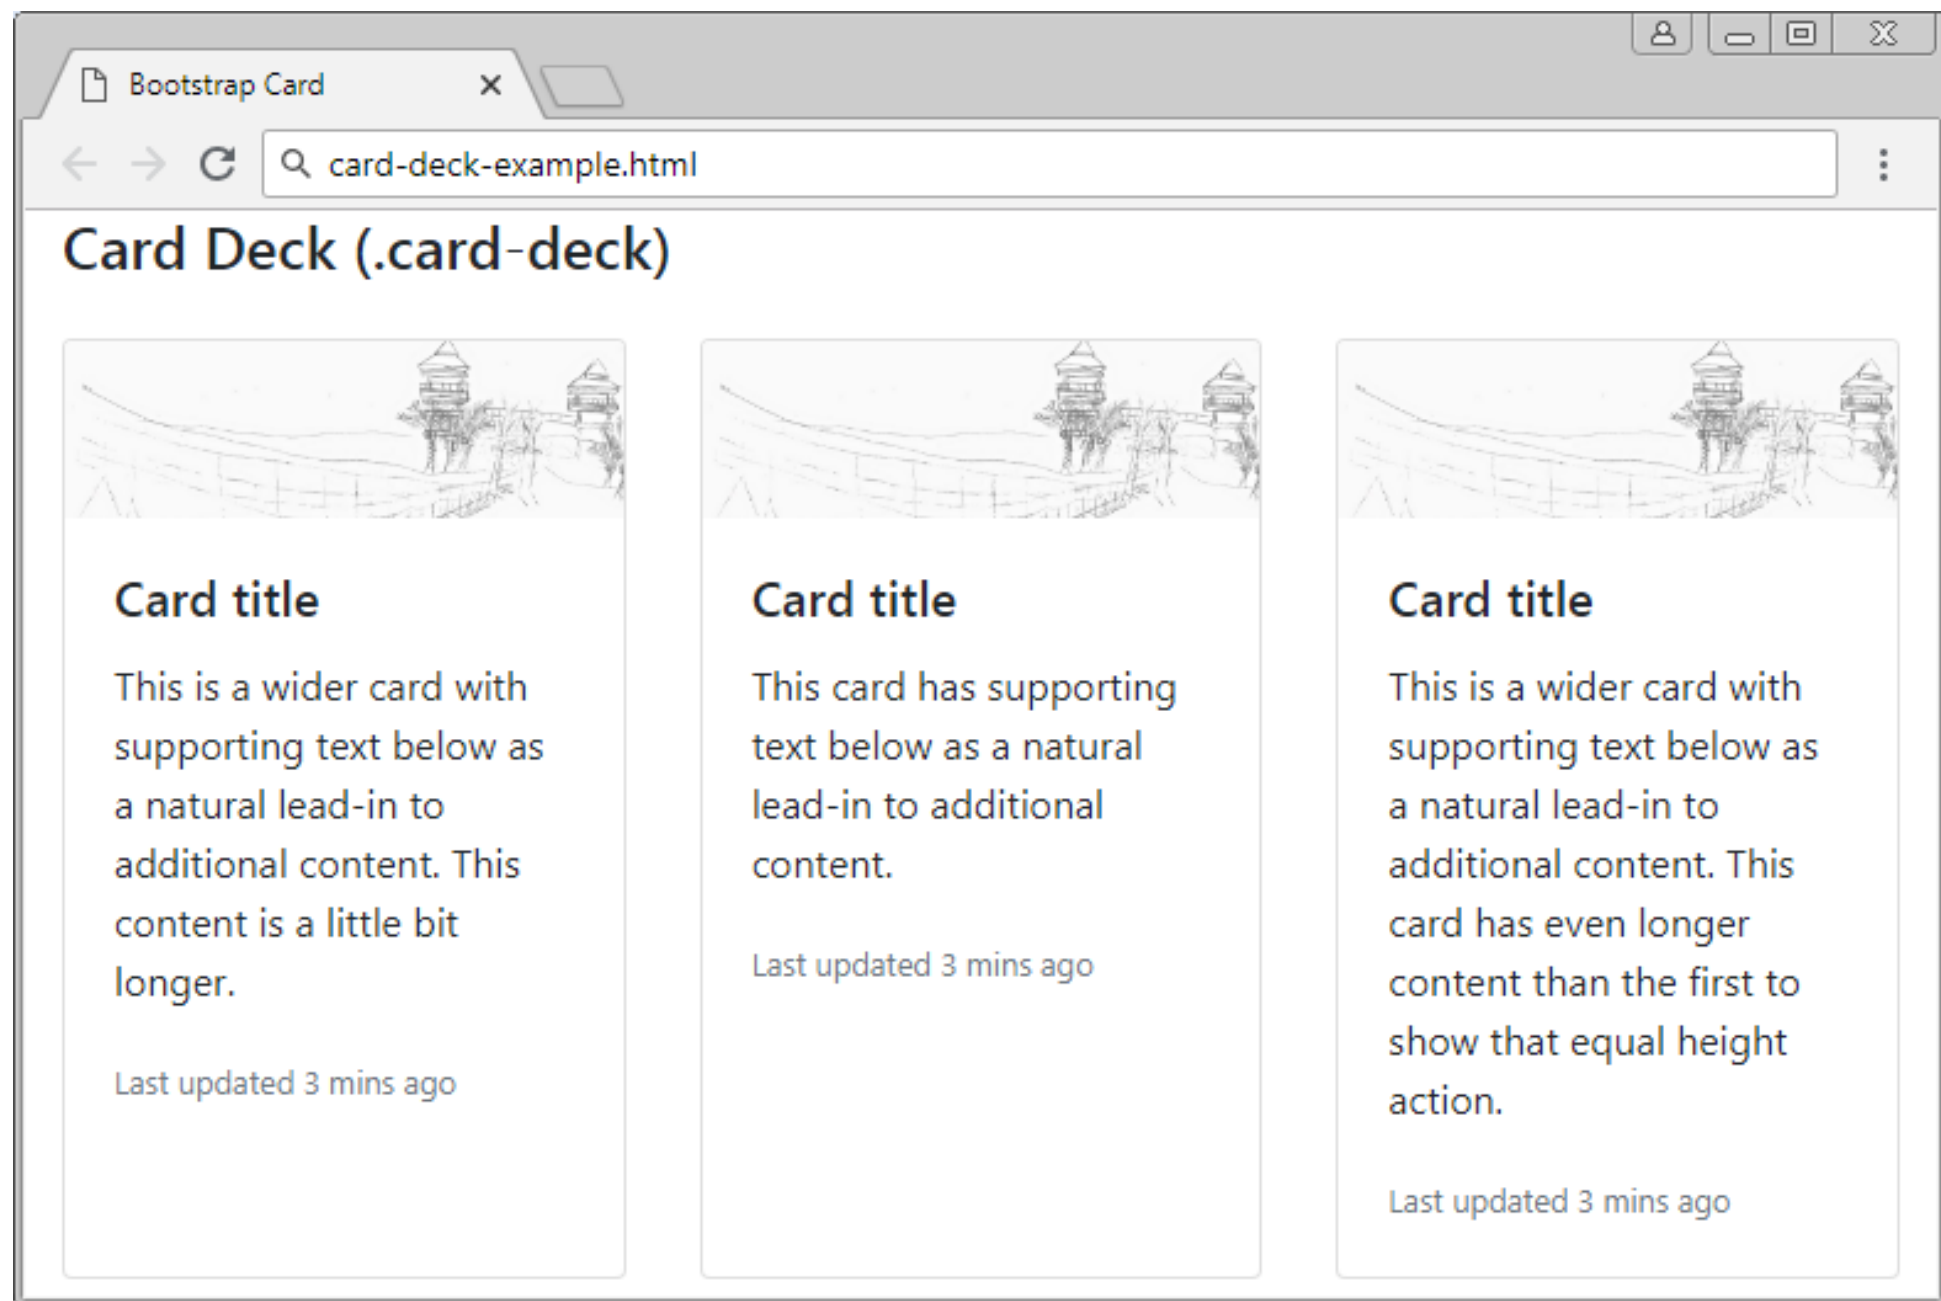 Bootstrap Card
card-deck-example.html
Card Deck (.card-deck)
Card title
This is a wider card with
supporting text below as
a natural lead-in to
additional content. This
content is a little bit
longer.
Last updated 3 mins ago
Card title
This card has supporting
text below as a natural
lead-in to additional
content.
Last updated 3 mins ago
Card title
This is a wider card with
supporting text below as
a natural lead-in to
additional content. This
card has even longer
content than the first to
show that equal height
action.
Last updated 3 mins ago